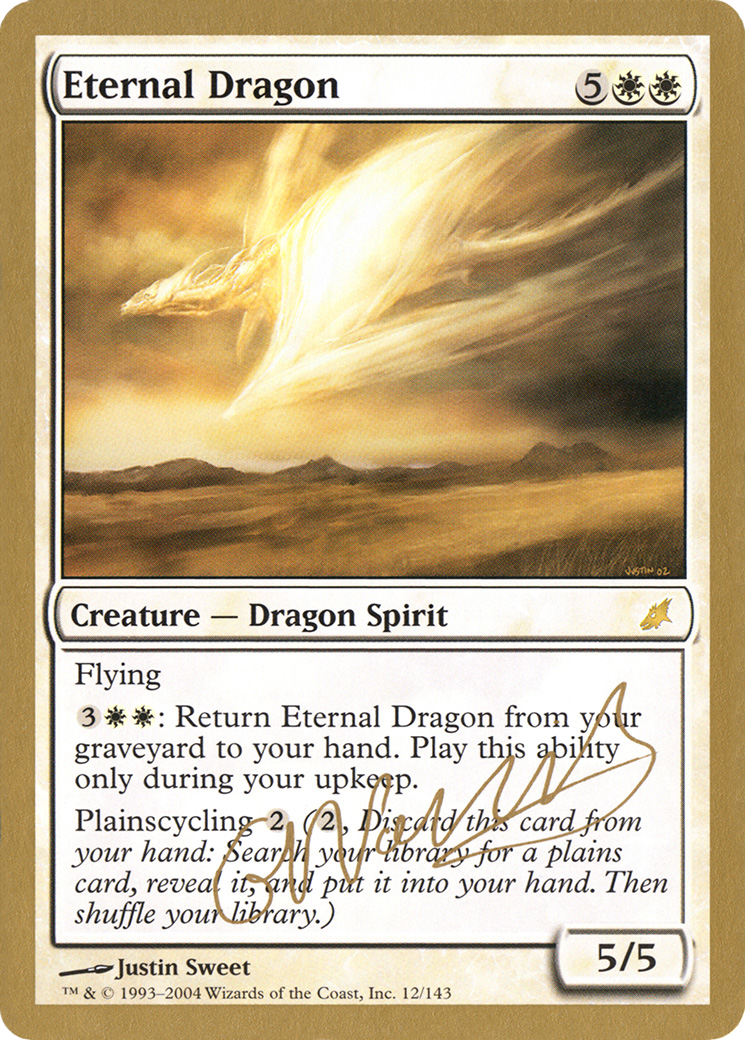 Eternal Dragon 5
JUSTIN 02
Creature — Dragon Spirit
Flying
3: Return Eternal Dragon from your
graveyard to your hand. Play this ability
only during your upkeep.
Plainscycling 2 (2, Discard this card from
your hand: Search your library for a plains
card, reveal it, and put it into your hand. Then
shuffle your library.)
5/5
Justin Sweet
™ & © 1993–2004 Wizards of the Coast, Inc. 12/143